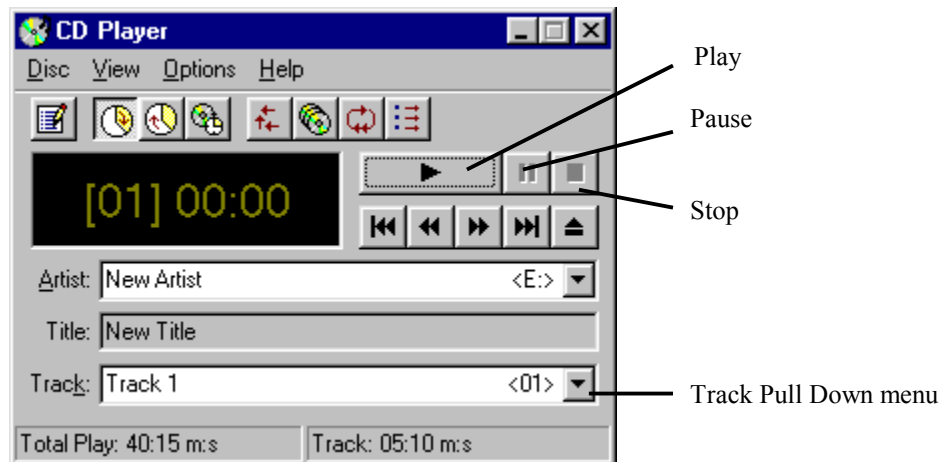 CD Player
Disc View Options Help
Play
Pause
[01] 00:00
Stop
Artist: New Artist <E:>
Title: New Title
Track: Track 1 <01>
Track Pull Down menu
Total Play: 40:15 m:s Track: 05:10 m:s